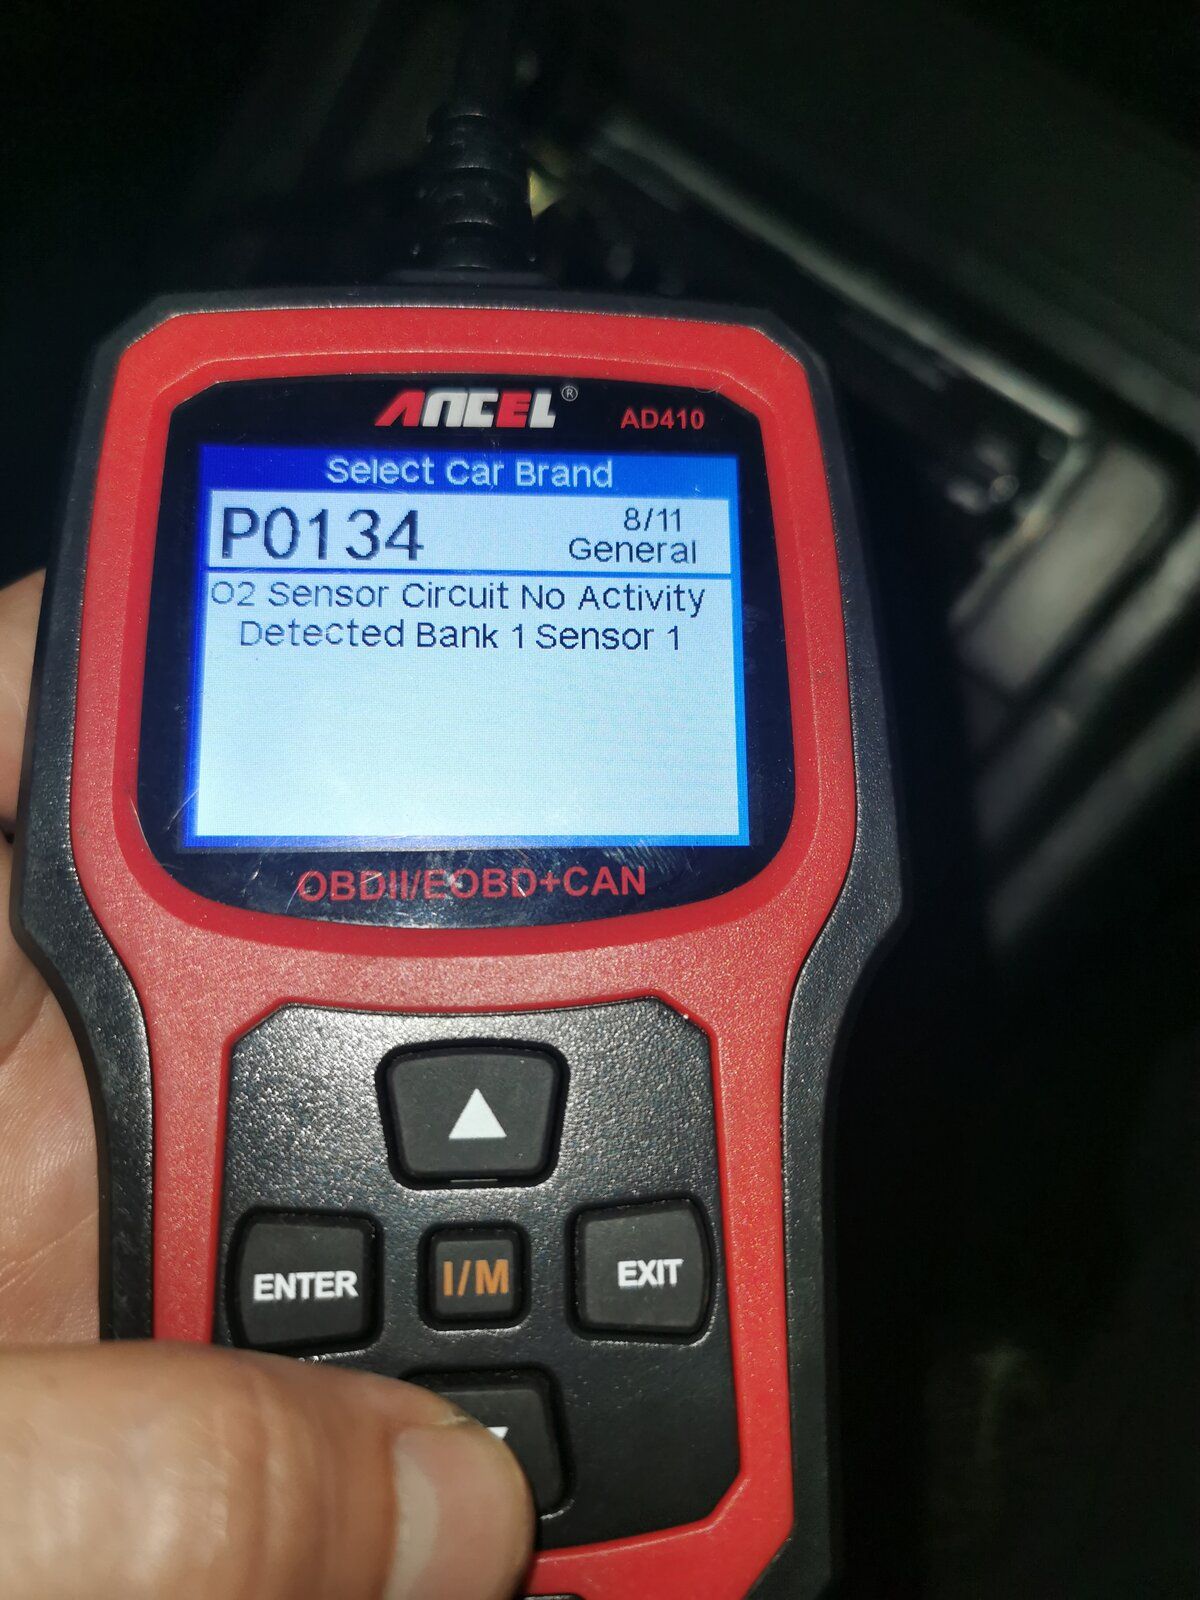 ANCEL®
AD410
Select Car Brand
P0134
8/11
General
O2 Sensor Circuit No Activity
Detected Bank 1 Sensor 1
OBDII/EOBD+CAN
ENTER
I/M
EXIT